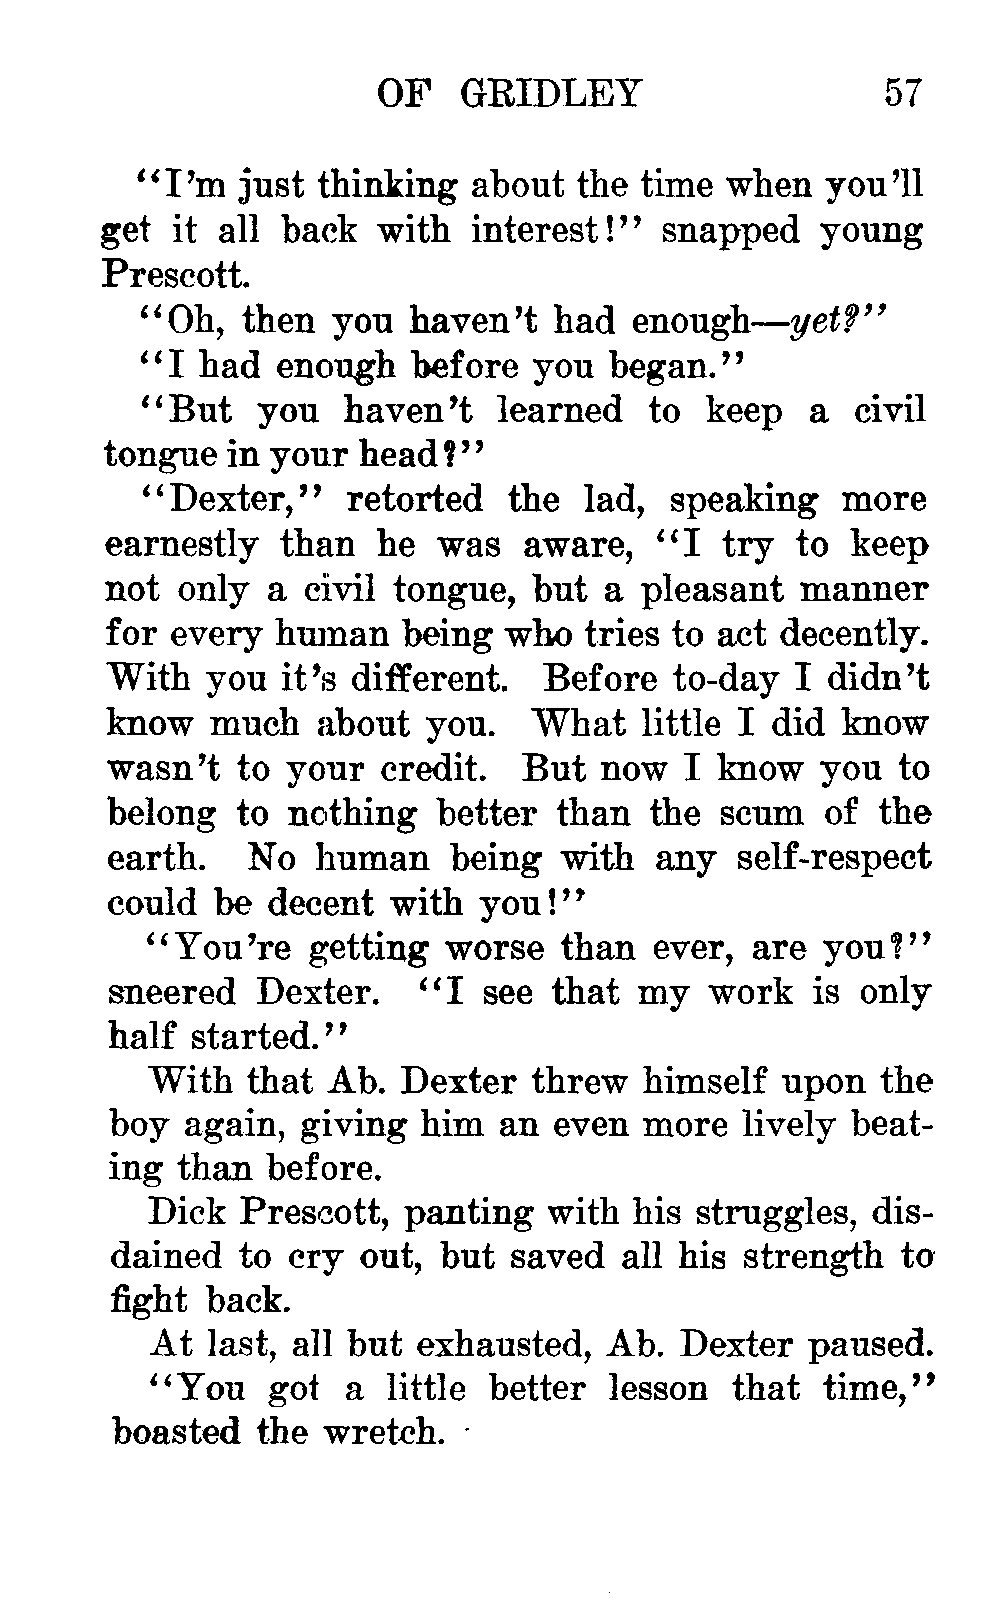 OF GRIDLEY 57
“I’m just thinking about the time when you’ll
get it all back with interest!” snapped young
Prescott.
“Oh, then you haven’t had enough—yet?”
“I had enough before you began.”
“But you haven’t learned to keep a civil
tongue in your head?”
“Dexter,” retorted the lad, speaking more
earnestly than he was aware, “I try to keep
not only a civil tongue, but a pleasant manner
for every human being who tries to act decently.
With you it’s different. Before to-day I didn’t
know much about you. What little I did know
wasn’t to your credit. But now I know you to
belong to nothing better than the scum of the
earth. No human being with any self-respect
could be decent with you!”
“You’re getting worse than ever, are you?”
sneered Dexter. “I see that my work is only
half started.”
With that Ab. Dexter threw himself upon the
boy again, giving him an even more lively beat-
ing than before.
Dick Prescott, panting with his struggles, dis-
dained to cry out, but saved all his strength to
fight back.
At last, all but exhausted, Ab. Dexter paused.
“You got a little better lesson that time,”
boasted the wretch.